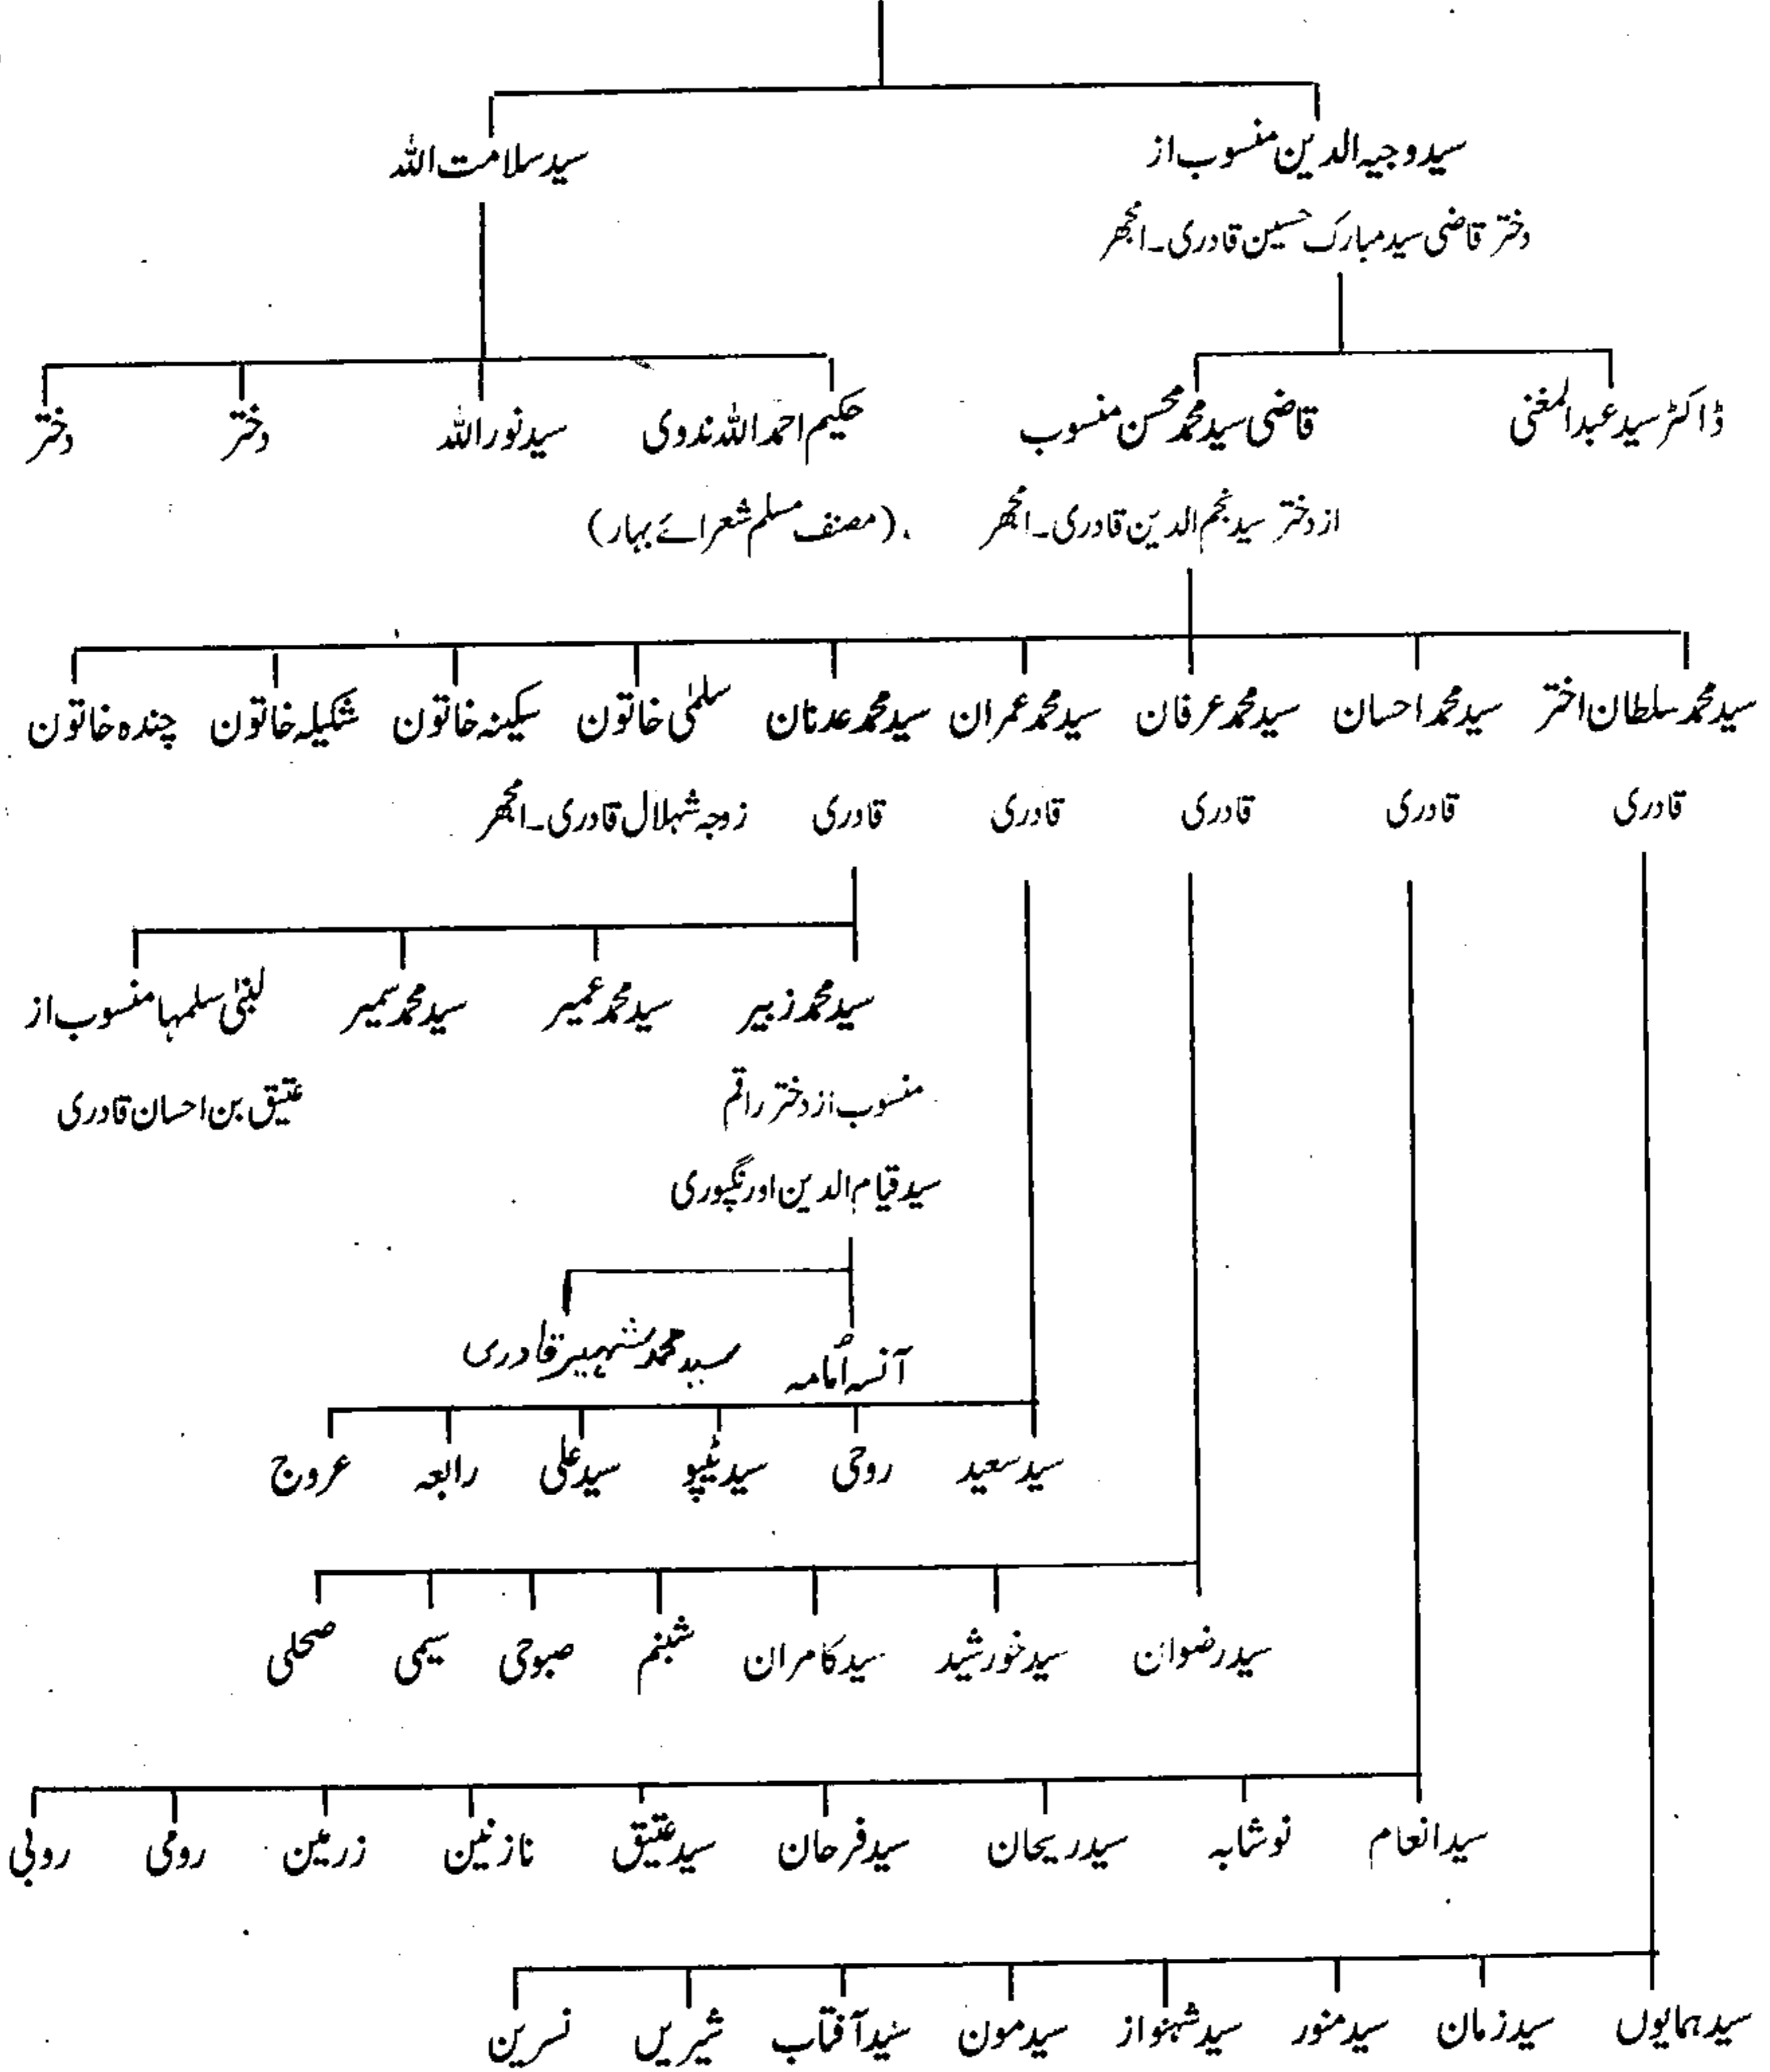 سید وجیہ الدین منسوب از
سید سلامت اللہ
دختر قاضی سید مبارک حسین قادری۔ امجھر
ڈاکٹر سید عبد المغنی
قاضی سید محمد محسن منسوب
حکیم احمد اللہ ندوی
سید نور اللہ
دختر
دختر
از دختر سید نجم الدین قادری۔ امجھر
(مصنف مسلم شعرائے بہار)
سید محمد سلطان اختر
سید محمد احسان
سید محمد عرفان
سید محمد عمران
سید محمد عدنان
سلمٰی خاتون
سکینہ خاتون
شکیلہ خاتون
چندہ خاتون
قادری
قادری
قادری
قادری
قادری
زوجہ شہلال قادری۔ امجھر
سید محمد زبیر
سید محمد عمیر
سید محمد سمیر
لبنٰی سلمہا منسوب از
منسوب از دختر راقم
عتیق بن احسان قادری
سید قیام الدین اورنگپوری
آنسہ اُمامہ
سید محمد شہیر قادری
سید سعید
روحی
سید ٹیپو
سید علی
رابعہ
عروج
سید رضوان
سید خورشید
سید کامران
شبنم
صبوحی
سیمی
صحلی
سید انعام
نوشابہ
سید ریحان
سید فرحان
سید عتیق
نازنین
زرمین
رومی
روبی
سید ہمایوں
سید زمان
سید منور
سید شہنواز
سید مون
سید آفتاب
شیریں
نسرین